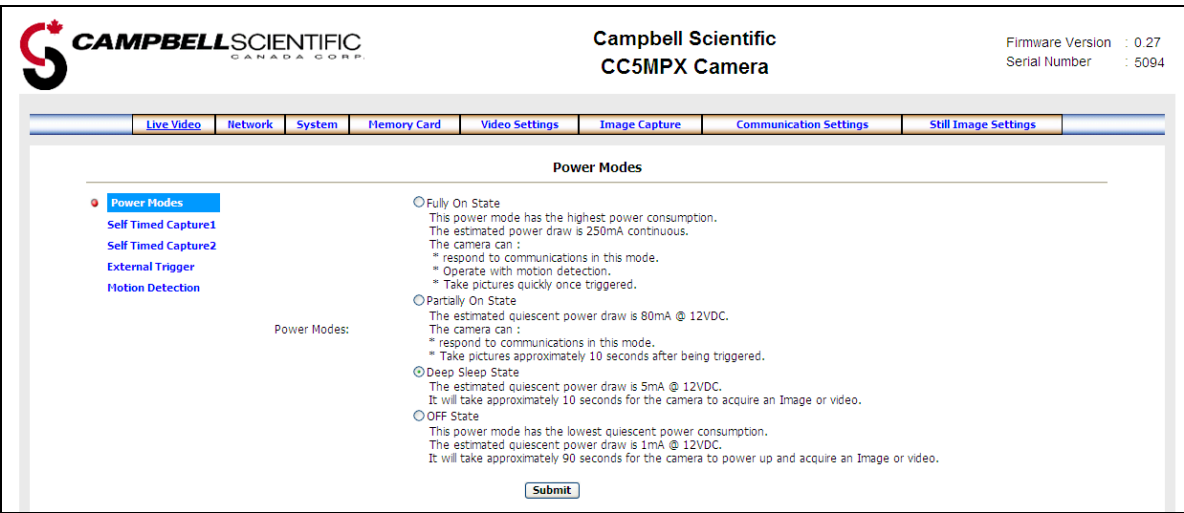 CAMPBELLSCIENTIFIC
CANADA CORP.
Campbell Scientific
CC5MPX Camera
Firmware Version : 0.27
Serial Number : 5094
Live Video Network System Memory Card Video Settings Image Capture Communication Settings Still Image Settings
Power Modes
Power Modes
Self Timed Capture1
Self Timed Capture2
External Trigger
Motion Detection
Power Modes:
Fully On State
This power mode has the highest power consumption.
The estimated power draw is 250mA continuous.
The camera can :
* respond to communications in this mode.
* Operate with motion detection.
* Take pictures quickly once triggered.
Partially On State
The estimated quiescent power draw is 80mA @ 12VDC.
The camera can :
* respond to communications in this mode.
* Take pictures approximately 10 seconds after being triggered.
Deep Sleep State
The estimated quiescent power draw is 5mA @ 12VDC.
It will take approximately 10 seconds for the camera to acquire an Image or video.
OFF State
This power mode has the lowest quiescent power consumption.
The estimated quiescent power draw is 1mA @ 12VDC.
It will take approximately 90 seconds for the camera to power up and acquire an Image or video.
Submit